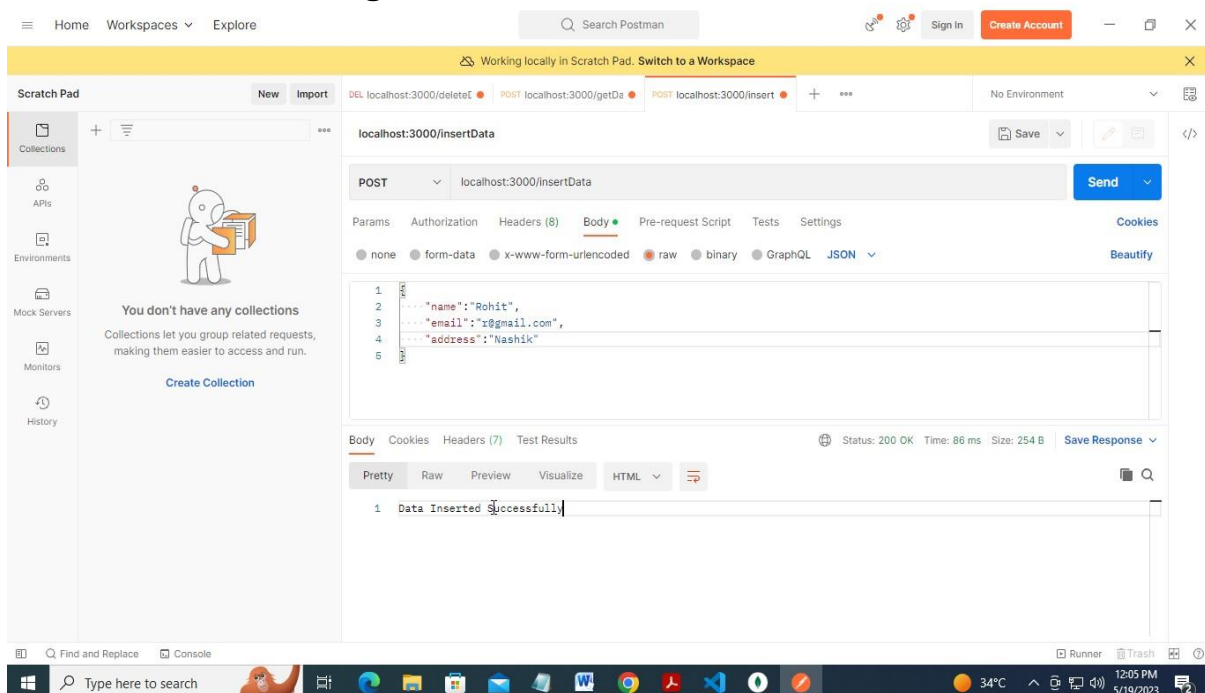 Home Workspaces Explore Search Postman Sign In Create Account
Working locally in Scratch Pad. Switch to a Workspace
Scratch Pad New Import DEL localhost:3000/deleteD POST localhost:3000/getDa POST localhost:3000/insert No Environment
Collections
APIs
Environments
Mock Servers
Monitors
History
You don't have any collections
Collections let you group related requests,
making them easier to access and run.
Create Collection
localhost:3000/insertData Save
POST localhost:3000/insertData Send
Params Authorization Headers (8) Body Pre-request Script Tests Settings Cookies
none form-data x-www-form-urlencoded raw binary GraphQL JSON Beautify
1 {
2 "name":"Rohit",
3 "email":"r@gmail.com",
4 "address":"Nashik"
5 }
Body Cookies Headers (7) Test Results Status: 200 OK Time: 86 ms Size: 254 B Save Response
Pretty Raw Preview Visualize HTML
1 Data Inserted Successfully
Find and Replace Console Runner Trash
Type here to search 34°C 12:05 PM
5/19/2023